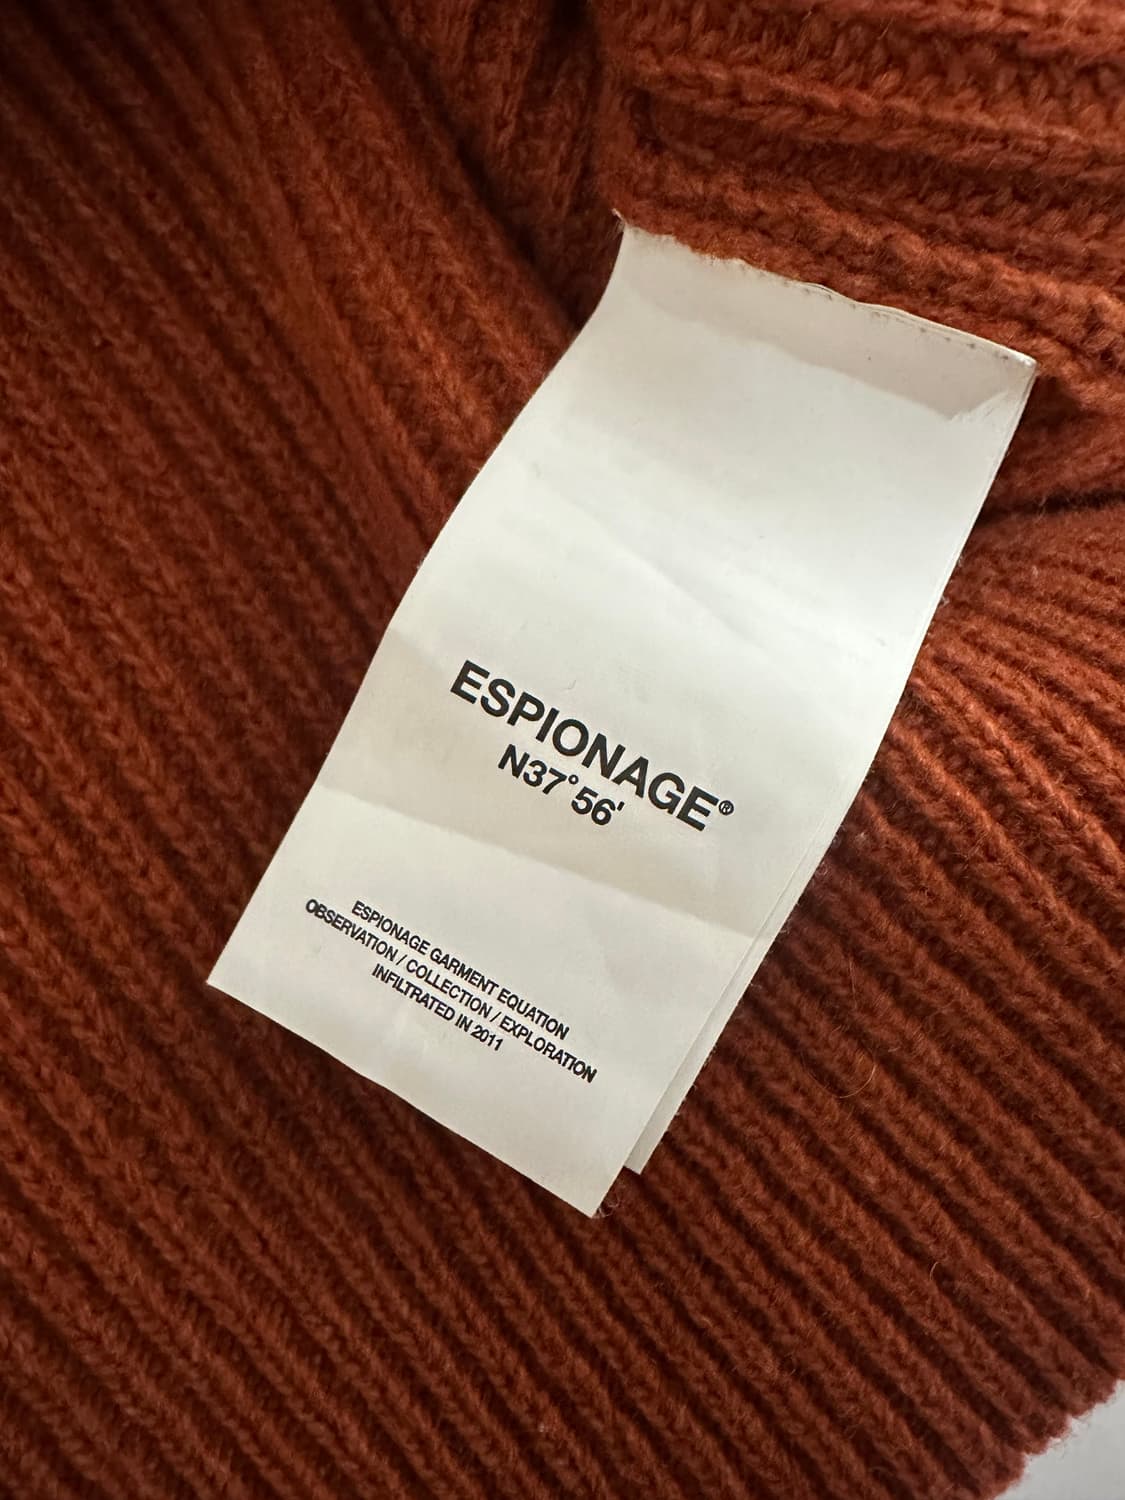 ESPIONAGE®
N37°56'
ESPIONAGE GARMENT EQUATION
OBSERVATION / COLLECTION / EXPLORATION
INFILTRATED IN 2011